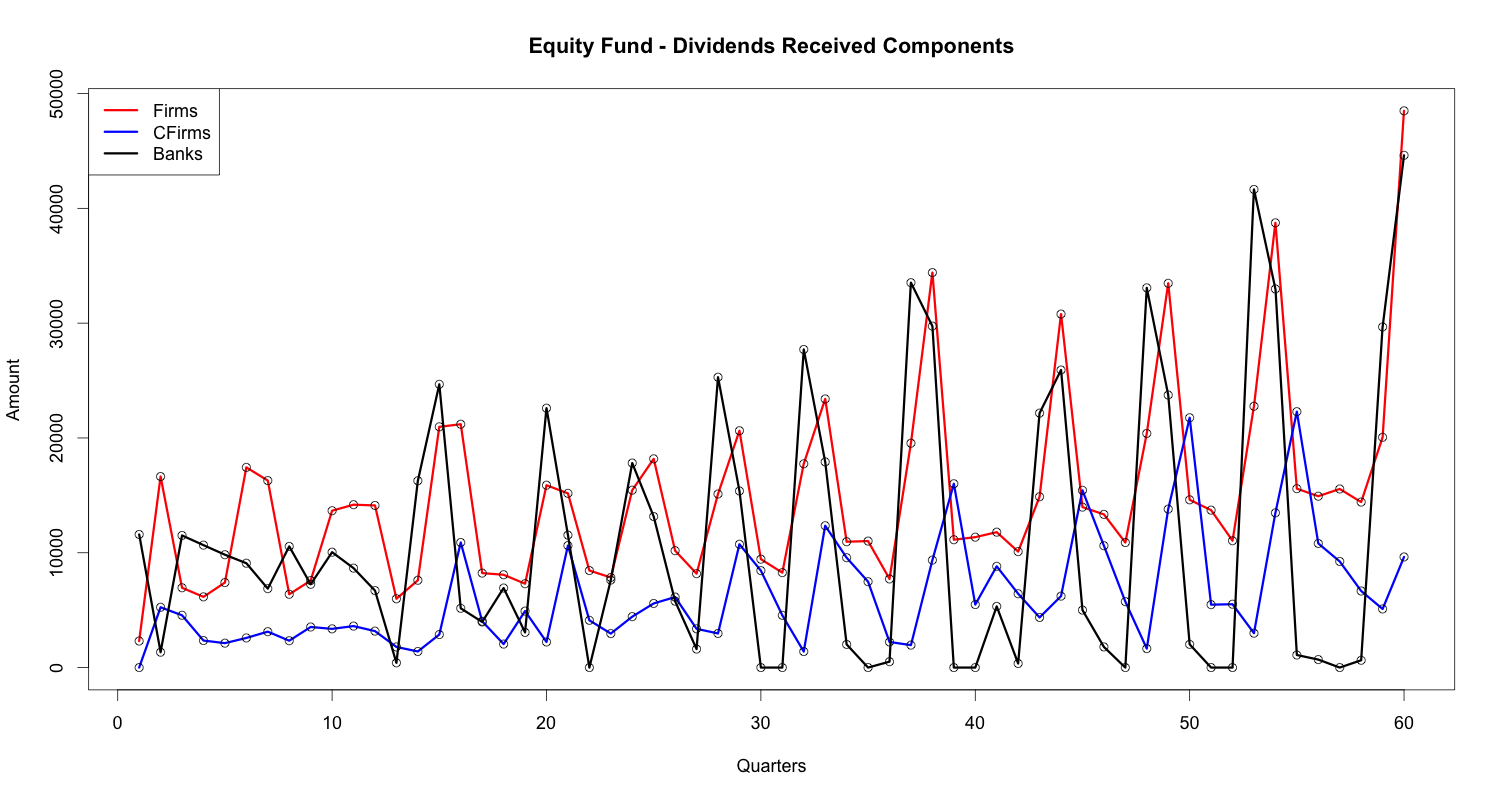 Equity Fund - Dividends Received Components
Firms
CFirms
Banks
Amount
50000
40000
30000
20000
10000
0
0 10 20 30 40 50 60
Quarters